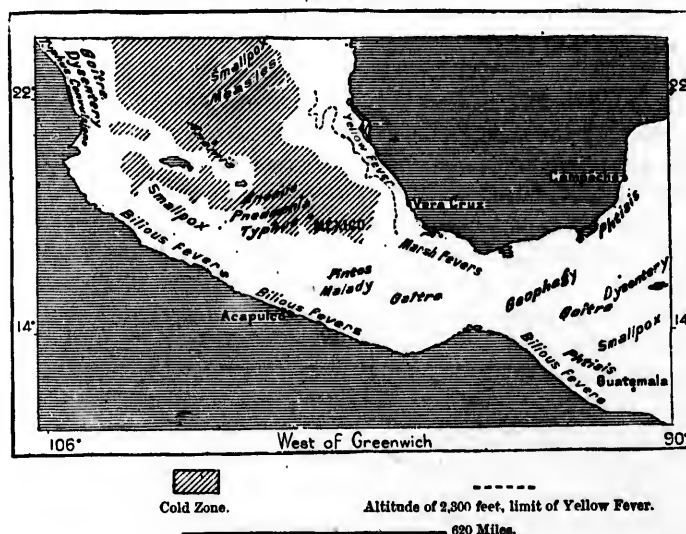 Goitre
Dysentery
Smallpox
Measles
22°
22°
Yellow Fever
Campeche
Vera Cruz
Phthisis
Anæmia
Pneumonia
Typhus
MEXICO
Smallpox
Bilious Fevers
Marsh Fevers
Pintos
Malady
Goitre
Geophagy
Dysentery
Goitre
Bilious Fevers
Acapulco
14°
14°
Smallpox
Phthisis
Bilious Fevers
Guatemala
106°
West of Greenwich
90°
Cold Zone.
Altitude of 2,300 feet, limit of Yellow Fever.
620 Miles.